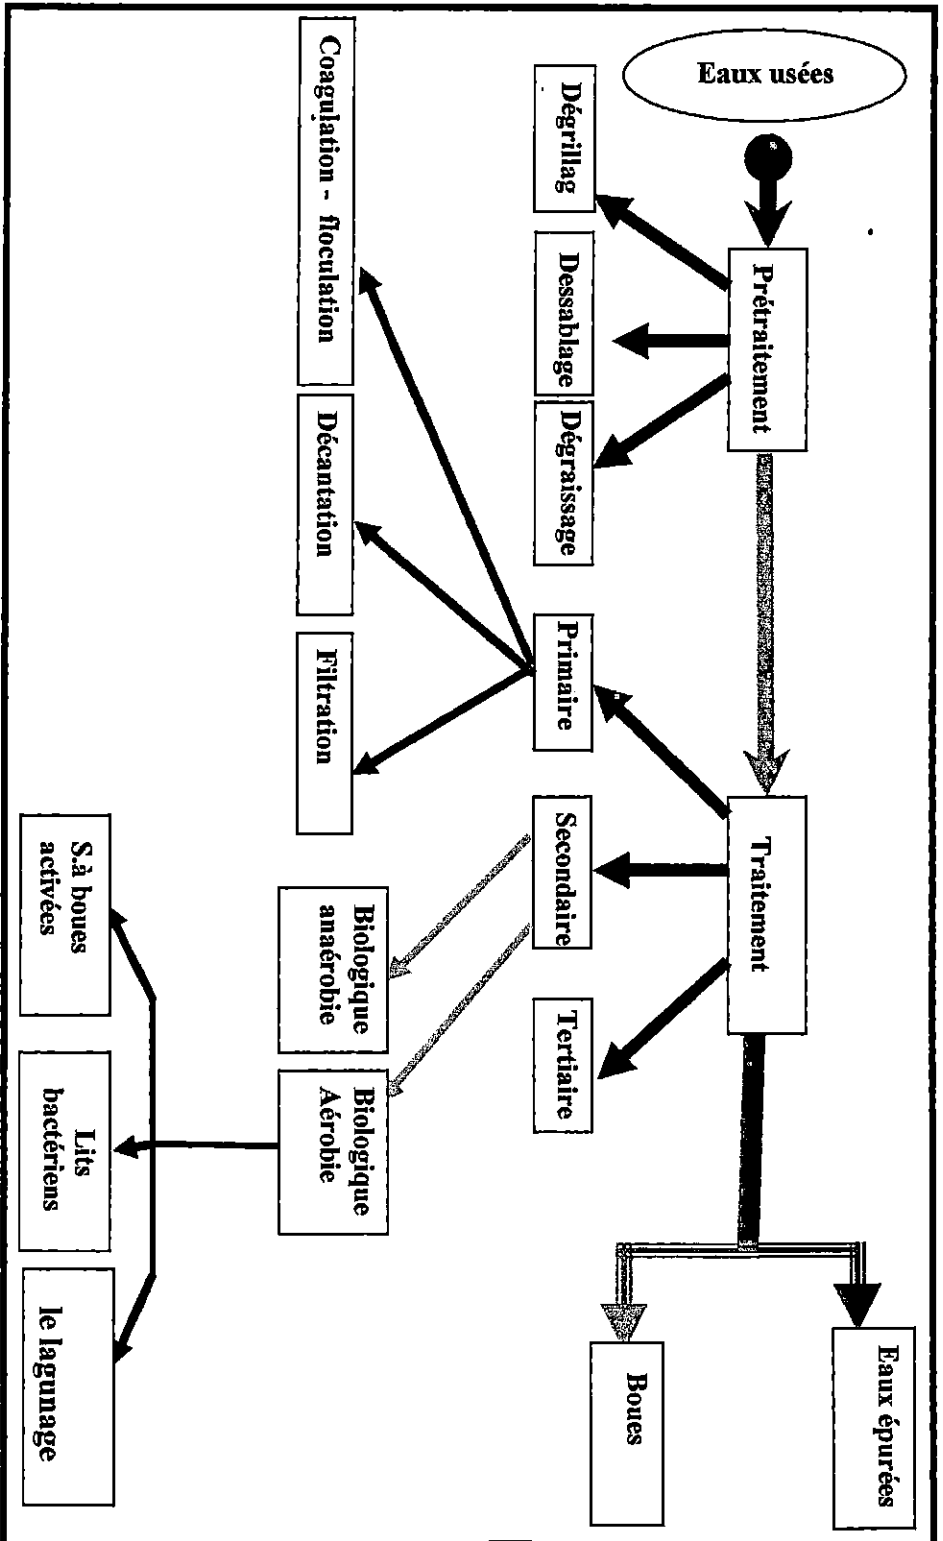 Eaux usées
Prétraitement
Traitement
Eaux épurées
Boues
Dégrillag
Dessablage
Dégraissage
Primaire
Secondaire
Tertiaire
Coagulation - floculation
Décantation
Filtration
Biologique
anaérobie
Biologique
Aérobie
S.à boues
activées
Lits
bactériens
le lagunage